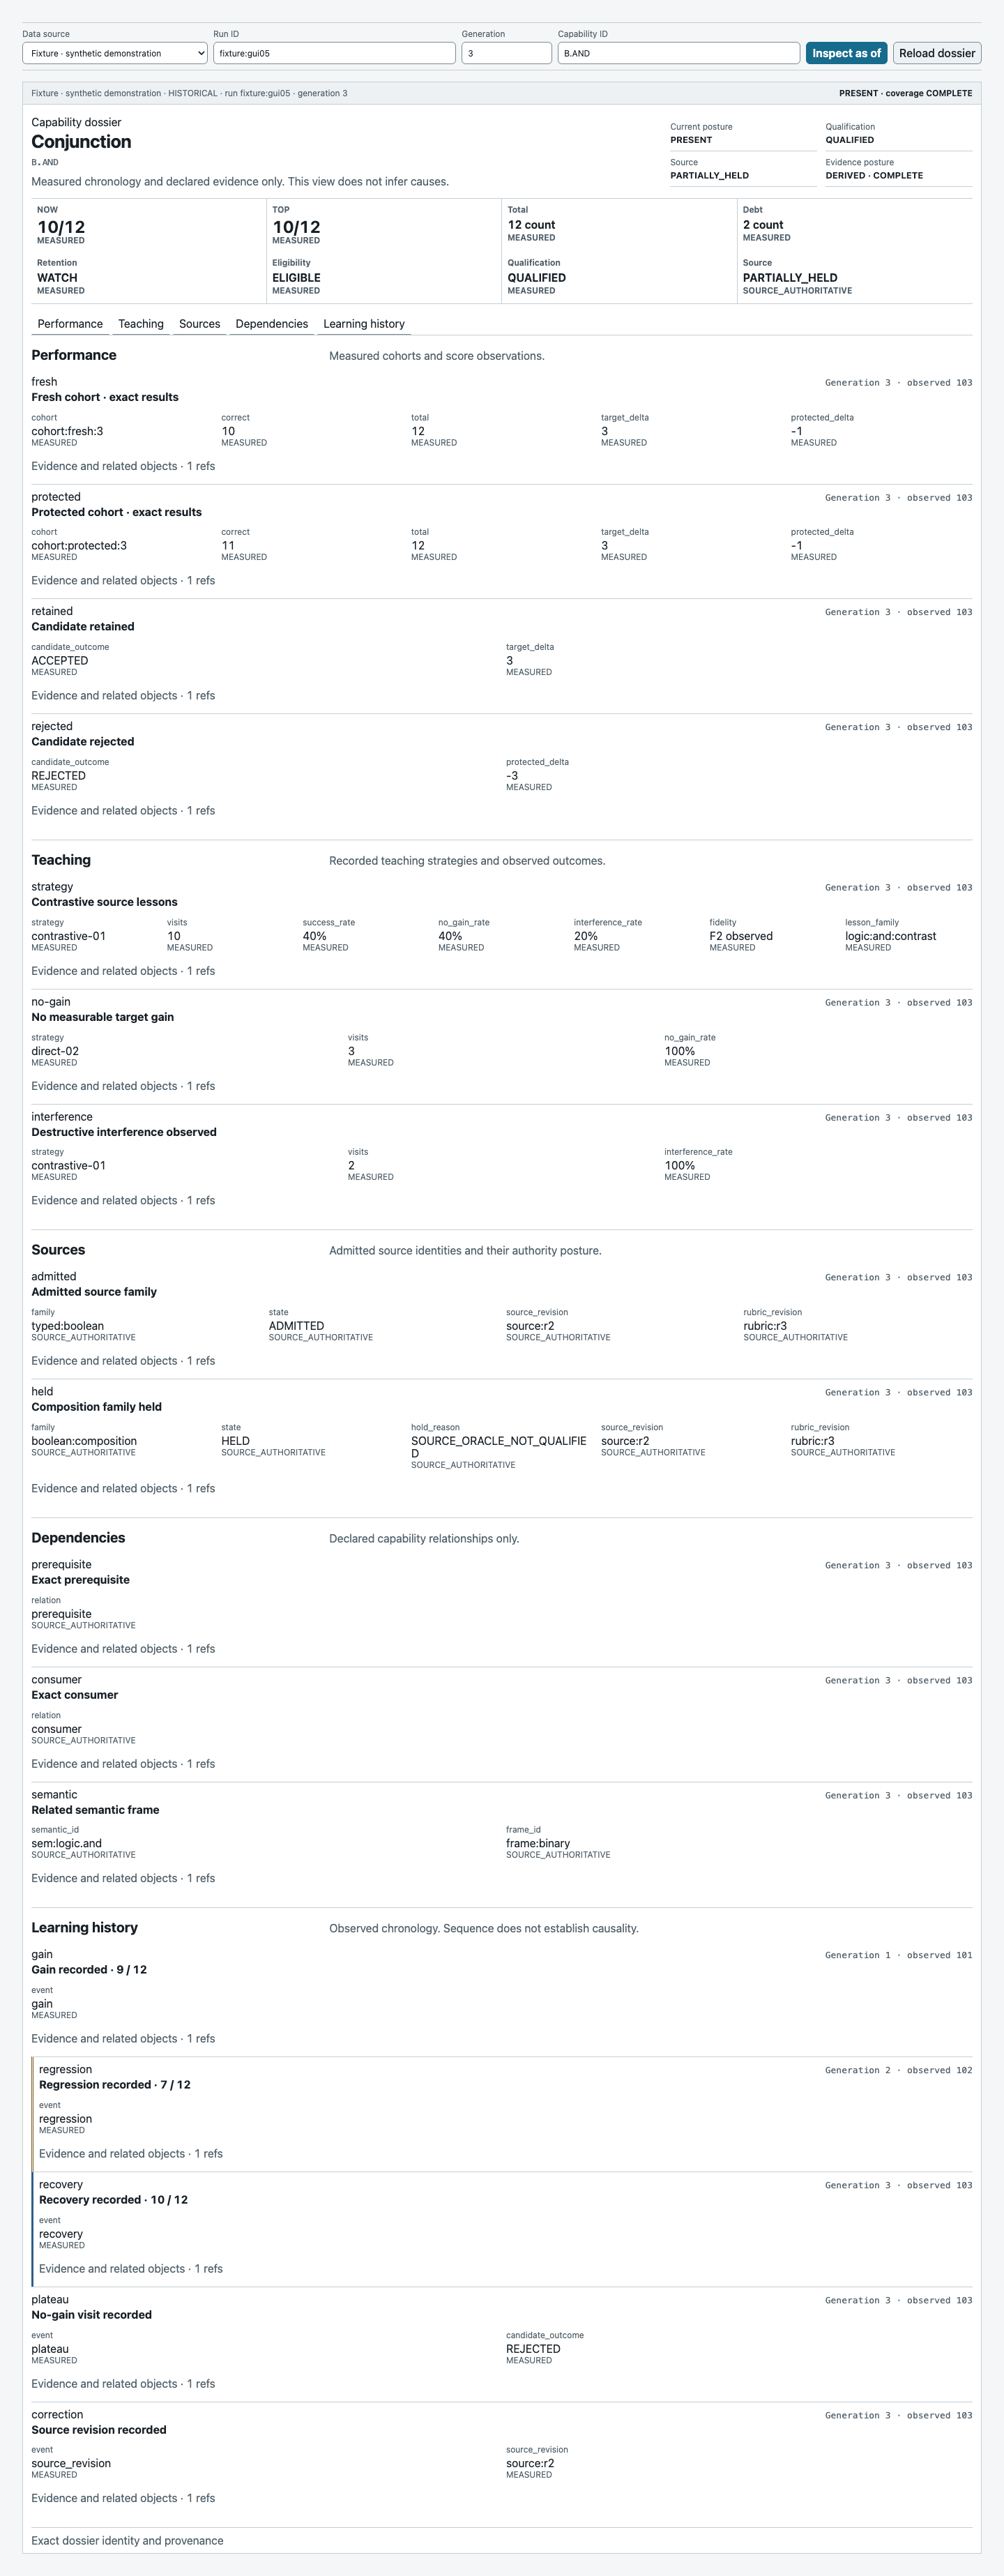 Data source
Run ID
Generation
Capability ID
Fixture · synthetic demonstration
fixture:gui05
3
B.AND
Inspect as of
Reload dossier
Fixture · synthetic demonstration · HISTORICAL · run fixture:gui05 · generation 3
PRESENT · coverage COMPLETE
Capability dossier
Conjunction
B.AND
Measured chronology and declared evidence only. This view does not infer causes.
Current posture
PRESENT
Qualification
QUALIFIED
Source
PARTIALLY_HELD
Evidence posture
DERIVED · COMPLETE
NOW
10/12
MEASURED
TOP
10/12
MEASURED
Total
12 count
MEASURED
Debt
2 count
MEASURED
Retention
WATCH
MEASURED
Eligibility
ELIGIBLE
MEASURED
Qualification
QUALIFIED
MEASURED
Source
PARTIALLY_HELD
SOURCE_AUTHORITATIVE
Performance
Teaching
Sources
Dependencies
Learning history
Performance
Measured cohorts and score observations.
fresh
Generation 3 · observed 103
Fresh cohort · exact results
cohort
cohort:fresh:3
MEASURED
correct
10
MEASURED
total
12
MEASURED
target_delta
3
MEASURED
protected_delta
-1
MEASURED
Evidence and related objects · 1 refs
protected
Generation 3 · observed 103
Protected cohort · exact results
cohort
cohort:protected:3
MEASURED
correct
11
MEASURED
total
12
MEASURED
target_delta
3
MEASURED
protected_delta
-1
MEASURED
Evidence and related objects · 1 refs
retained
Generation 3 · observed 103
Candidate retained
candidate_outcome
ACCEPTED
MEASURED
target_delta
3
MEASURED
Evidence and related objects · 1 refs
rejected
Generation 3 · observed 103
Candidate rejected
candidate_outcome
REJECTED
MEASURED
protected_delta
-3
MEASURED
Evidence and related objects · 1 refs
Teaching
Recorded teaching strategies and observed outcomes.
strategy
Generation 3 · observed 103
Contrastive source lessons
strategy
contrastive-01
MEASURED
visits
10
MEASURED
success_rate
40%
MEASURED
no_gain_rate
40%
MEASURED
interference_rate
20%
MEASURED
fidelity
F2 observed
MEASURED
lesson_family
logic:and:contrast
MEASURED
Evidence and related objects · 1 refs
no-gain
Generation 3 · observed 103
No measurable target gain
strategy
direct-02
MEASURED
visits
3
MEASURED
no_gain_rate
100%
MEASURED
Evidence and related objects · 1 refs
interference
Generation 3 · observed 103
Destructive interference observed
strategy
contrastive-01
MEASURED
visits
2
MEASURED
interference_rate
100%
MEASURED
Evidence and related objects · 1 refs
Sources
Admitted source identities and their authority posture.
admitted
Generation 3 · observed 103
Admitted source family
family
typed:boolean
SOURCE_AUTHORITATIVE
state
ADMITTED
SOURCE_AUTHORITATIVE
source_revision
source:r2
SOURCE_AUTHORITATIVE
rubric_revision
rubric:r3
SOURCE_AUTHORITATIVE
Evidence and related objects · 1 refs
held
Generation 3 · observed 103
Composition family held
family
boolean:composition
SOURCE_AUTHORITATIVE
state
HELD
SOURCE_AUTHORITATIVE
hold_reason
SOURCE_ORACLE_NOT_QUALIFIE
D
SOURCE_AUTHORITATIVE
source_revision
source:r2
SOURCE_AUTHORITATIVE
rubric_revision
rubric:r3
SOURCE_AUTHORITATIVE
Evidence and related objects · 1 refs
Dependencies
Declared capability relationships only.
prerequisite
Generation 3 · observed 103
Exact prerequisite
relation
prerequisite
SOURCE_AUTHORITATIVE
Evidence and related objects · 1 refs
consumer
Generation 3 · observed 103
Exact consumer
relation
consumer
SOURCE_AUTHORITATIVE
Evidence and related objects · 1 refs
semantic
Generation 3 · observed 103
Related semantic frame
semantic_id
sem:logic.and
SOURCE_AUTHORITATIVE
frame_id
frame:binary
SOURCE_AUTHORITATIVE
Evidence and related objects · 1 refs
Learning history
Observed chronology. Sequence does not establish causality.
gain
Generation 1 · observed 101
Gain recorded · 9 / 12
event
gain
MEASURED
Evidence and related objects · 1 refs
regression
Generation 2 · observed 102
Regression recorded · 7 / 12
event
regression
MEASURED
Evidence and related objects · 1 refs
recovery
Generation 3 · observed 103
Recovery recorded · 10 / 12
event
recovery
MEASURED
Evidence and related objects · 1 refs
plateau
Generation 3 · observed 103
No-gain visit recorded
event
plateau
MEASURED
candidate_outcome
REJECTED
MEASURED
Evidence and related objects · 1 refs
correction
Generation 3 · observed 103
Source revision recorded
event
source_revision
MEASURED
source_revision
source:r2
MEASURED
Evidence and related objects · 1 refs
Exact dossier identity and provenance